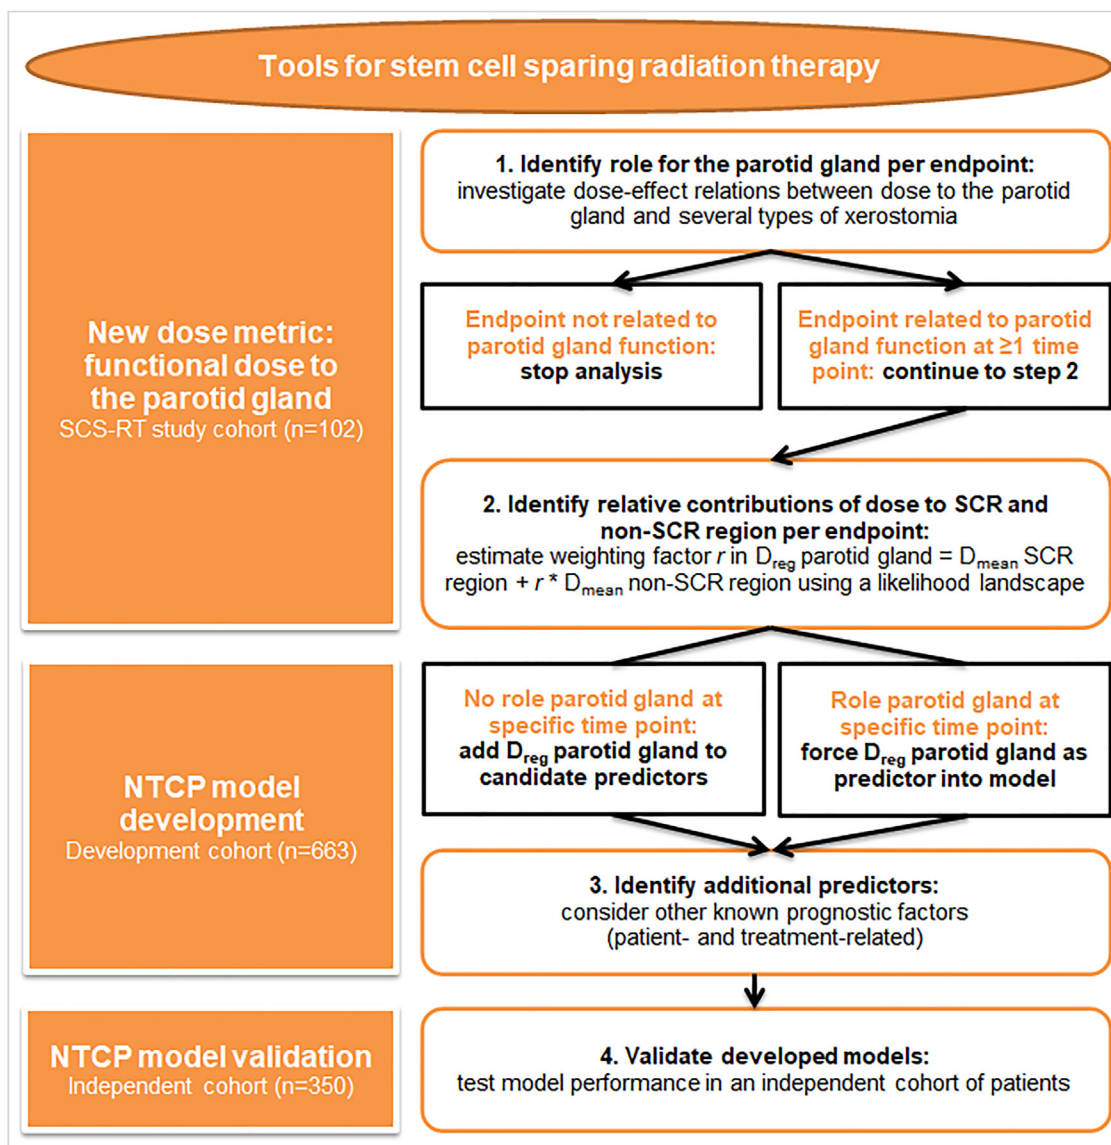 Tools for stem cell sparing radiation therapy
New dose metric:
functional dose to
the parotid gland
SCS-RT study cohort (n=102)
1. Identify role for the parotid gland per endpoint:
investigate dose-effect relations between dose to the parotid
gland and several types of xerostomia
Endpoint not related to
parotid gland function:
stop analysis
Endpoint related to parotid
gland function at ≥1 time
point: continue to step 2
2. Identify relative contributions of dose to SCR and
non-SCR region per endpoint:
estimate weighting factor r in Dreg parotid gland = Dmean SCR
region + r * Dmean non-SCR region using a likelihood landscape
NTCP model
development
Development cohort (n=663)
No role parotid gland at
specific time point:
add Dreg parotid gland to
candidate predictors
Role parotid gland at
specific time point:
force Dreg parotid gland as
predictor into model
3. Identify additional predictors:
consider other known prognostic factors
(patient- and treatment-related)
NTCP model validation
Independent cohort (n=350)
4. Validate developed models:
test model performance in an independent cohort of patients